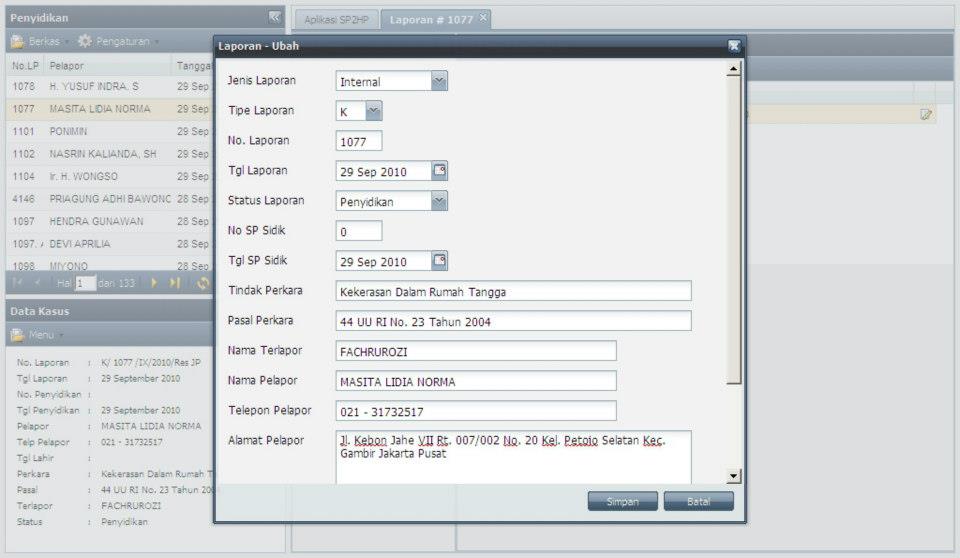 Penyidikan
Berkas Pengaturan
No.LP Pelapor Tanggal
1078 H. YUSUF INDRA, S 29 Sep
1077 MASITA LIDIA NORMA 29 Sep
1101 PONIMIN 29 Sep
1102 NASRIN KALIANDA, SH 29 Sep
1104 Ir. H. WONGSO 29 Sep
4146 PRIAGUNG ADHI BAWONO 28 Sep
1097 HENDRA GUNAWAN 28 Sep
1097. DEVI APRILIA 28 Sep
1098 MIYONO 28 Sep
Hal 1 dari 133
Data Kasus
Menu
No. Laporan : K/ 1077 /IX/2010/Res JP
Tgl Laporan : 29 September 2010
No. Penyidikan :
Tgl Penyidikan : 29 September 2010
Pelapor : MASITA LIDIA NORMA
Telp Pelapor : 021 - 31732517
Tgl Lahir :
Perkara : Kekerasan Dalam Rumah T
Pasal : 44 UU RI No. 23 Tahun 200
Terlapor : FACHRUROZI
Status : Penyidikan
Aplikasi SP2HP Laporan # 1077 ×
Laporan - Ubah
Jenis Laporan Internal
Tipe Laporan K
No. Laporan 1077
Tgl Laporan 29 Sep 2010
Status Laporan Penyidikan
No SP Sidik 0
Tgl SP Sidik 29 Sep 2010
Tindak Perkara Kekerasan Dalam Rumah Tangga
Pasal Perkara 44 UU RI No. 23 Tahun 2004
Nama Terlapor FACHRUROZI
Nama Pelapor MASITA LIDIA NORMA
Telepon Pelapor 021 - 31732517
Alamat Pelapor Jl. Kebon Jahe VII Rt. 007/002 No. 20 Kel. Petojo Selatan Kec.
Gambir Jakarta Pusat
Simpan Batal